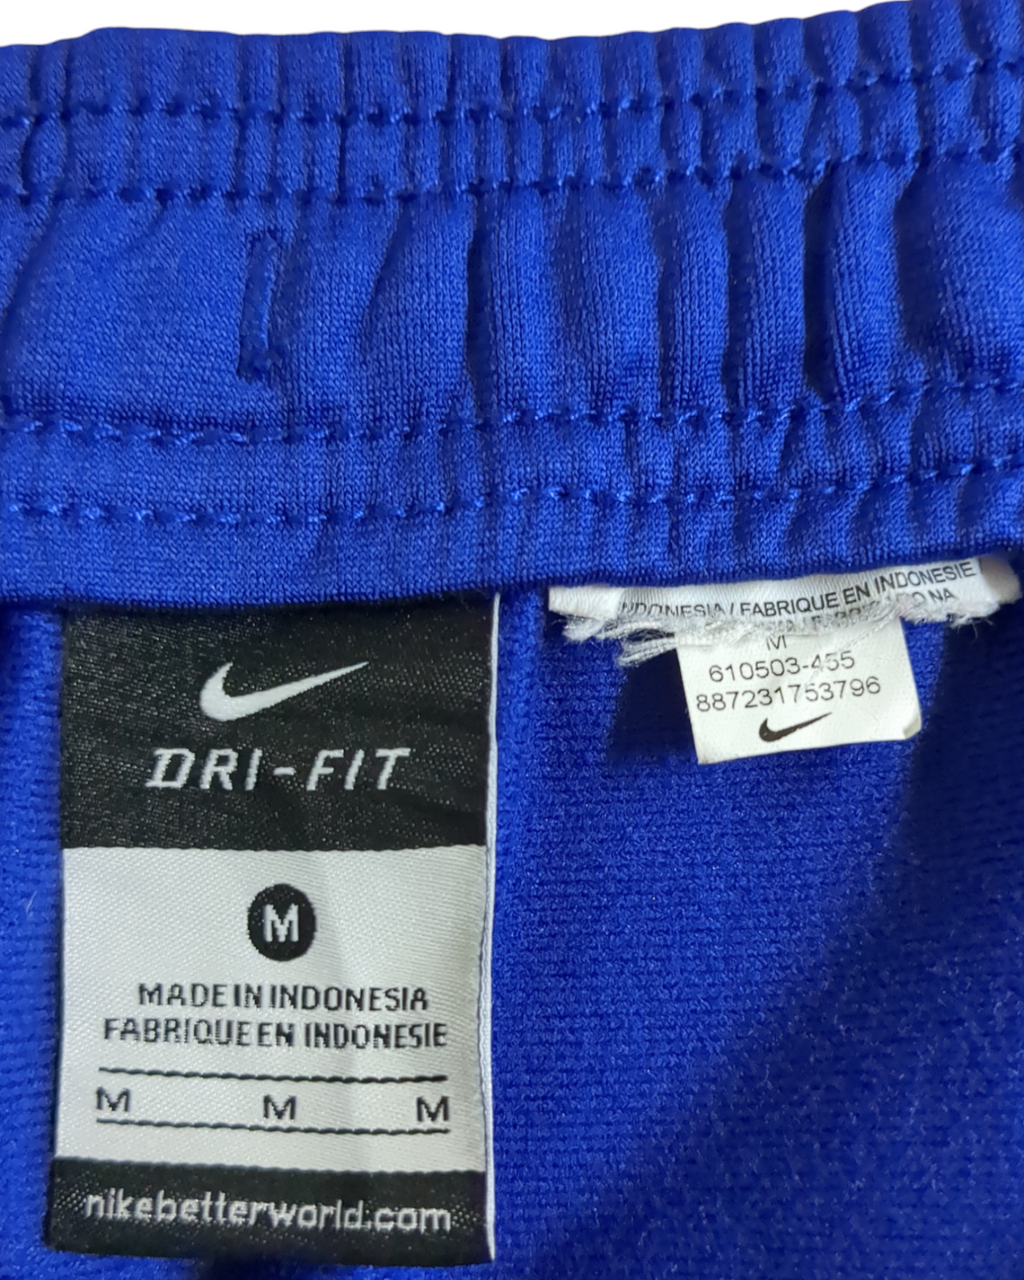 DRI-FIT
M
MADE IN INDONESIA
FABRIQUE EN INDONESIE
M M M
nikebetterworld.com
INDONESIA / FABRIQUE EN INDONESIE
M
610503-455
887231753796